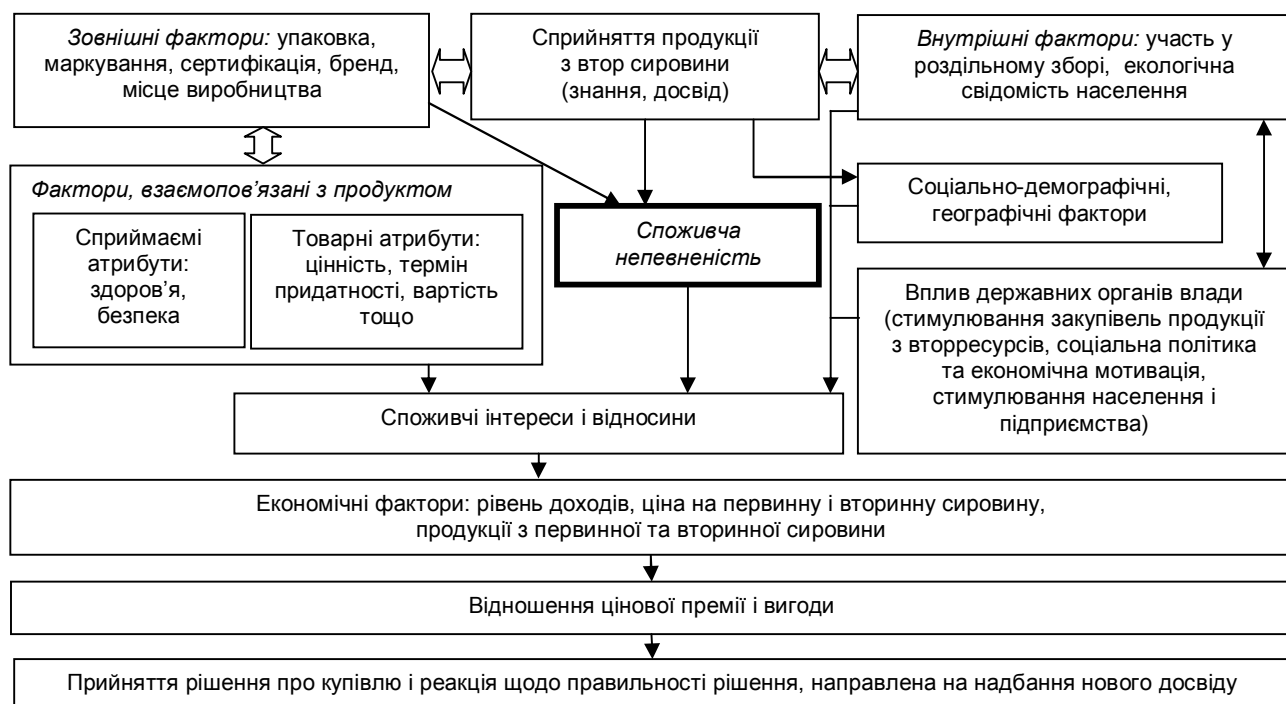 Зовнішні фактори: упаковка,
маркування, сертифікація, бренд,
місце виробництва
Сприйняття продукції
з втор сировини
(знання, досвід)
Внутрішні фактори: участь у
роздільному зборі, екологічна
свідомість населення
Фактори, взаємопов’язані з продуктом
Сприймаємі
атрибути:
здоров’я,
безпека
Товарні атрибути:
цінність, термін
придатності, вартість
тощо
Споживча
непевненість
Соціально-демографічні,
географічні фактори
Вплив державних органів влади
(стимулювання закупівель продукції
з вторресурсів, соціальна політика
та економічна мотивація,
стимулювання населення і
підприємства)
Споживчі інтереси і відносини
Економічні фактори: рівень доходів, ціна на первинну і вторинну сировину,
продукції з первинної та вторинної сировини
Відношення цінової премії і вигоди
Прийняття рішення про купівлю і реакція щодо правильності рішення, направлена на надбання нового досвіду